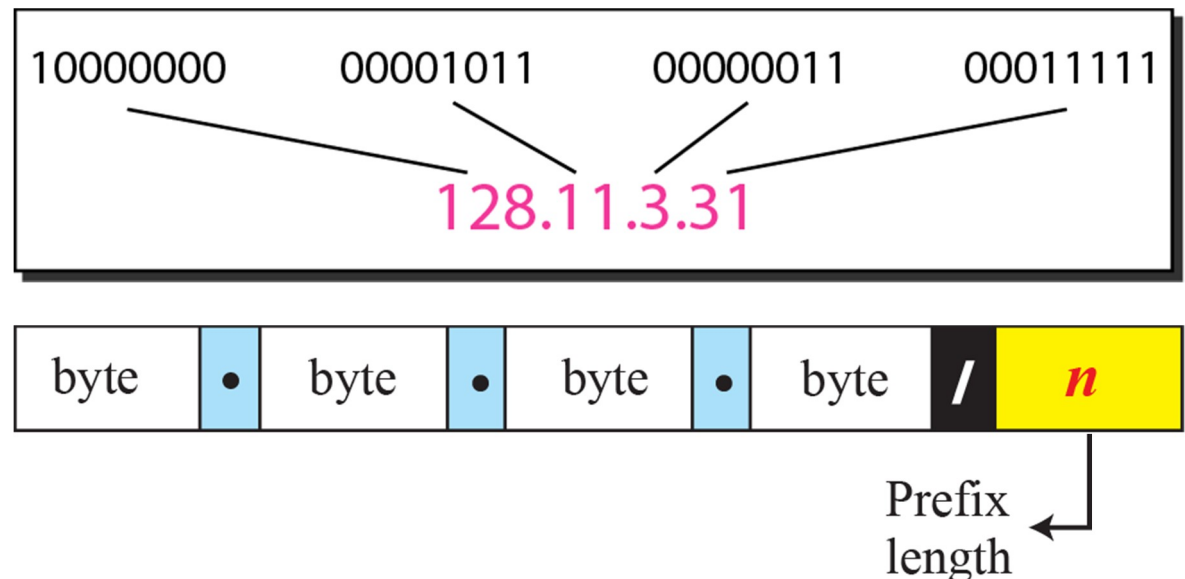 10000000 00001011 00000011 00011111
128.11.3.31
byte • byte • byte • byte / n
Prefix
length